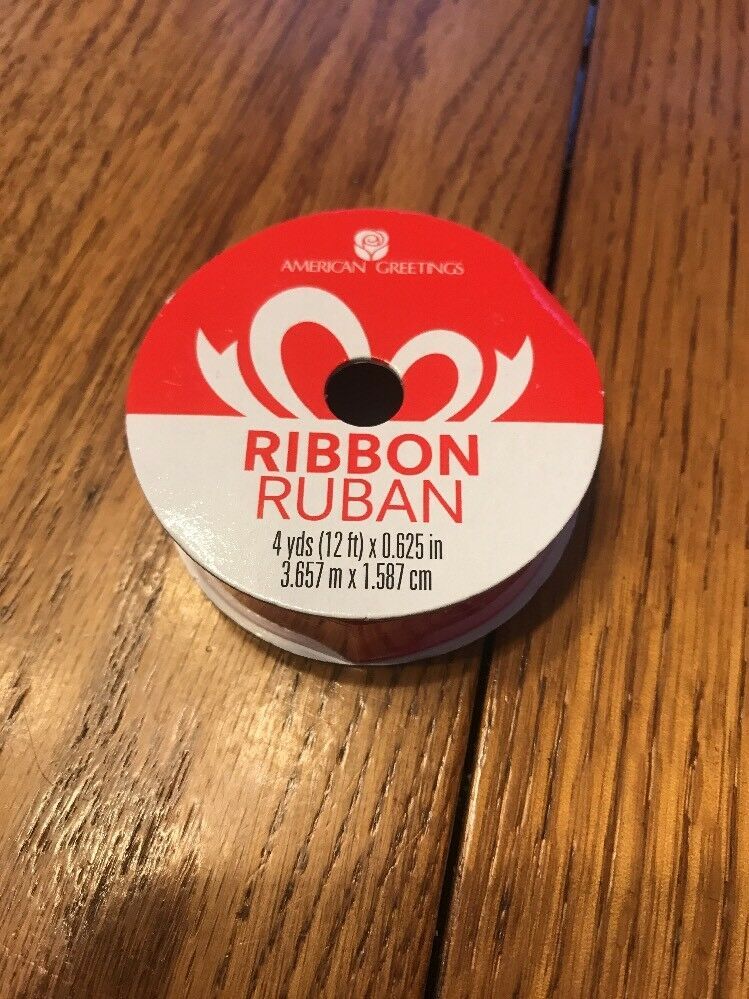 AMERICAN GREETINGS
RIBBON
RUBAN
4 yds (12 ft) x 0.625 in
3.657 m x 1.587 cm